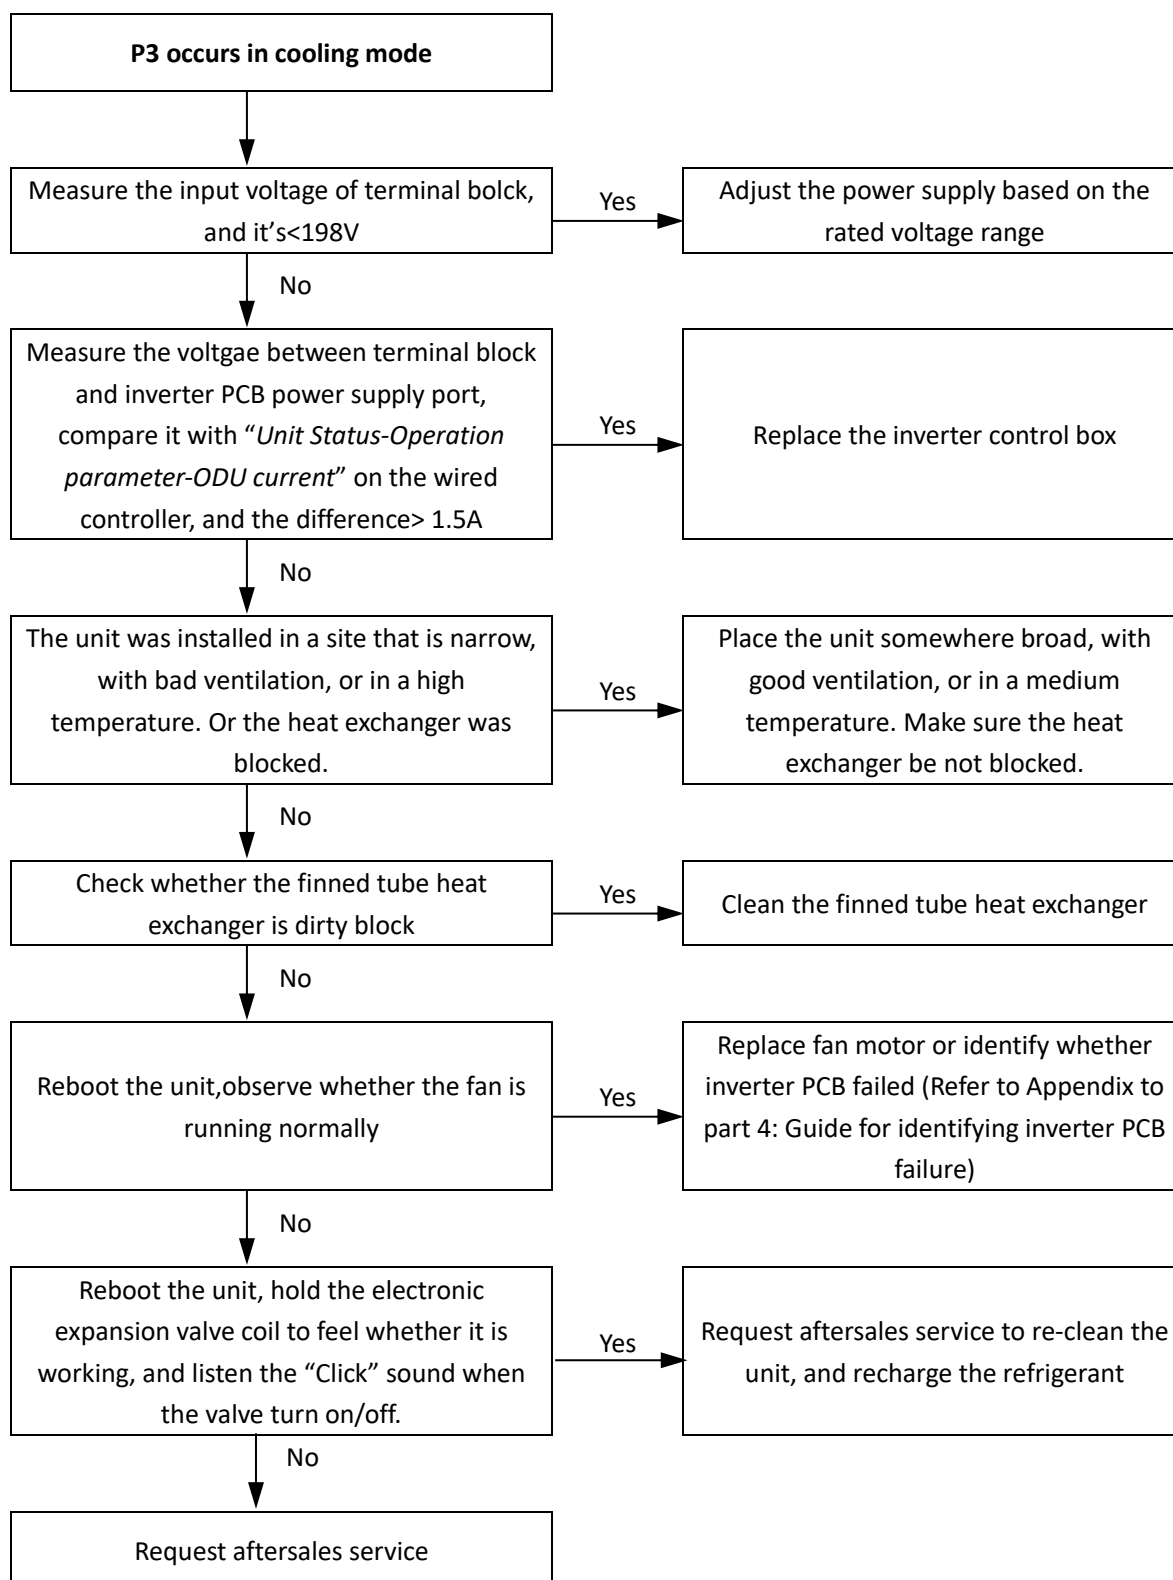 P3 occurs in cooling mode
Measure the input voltage of terminal bolck,
and it's<198V
Yes
Adjust the power supply based on the
rated voltage range
No
Measure the voltgae between terminal block
and inverter PCB power supply port,
compare it with “Unit Status-Operation
parameter-ODU current” on the wired
controller, and the difference> 1.5A
Yes
Replace the inverter control box
No
The unit was installed in a site that is narrow,
with bad ventilation, or in a high
temperature. Or the heat exchanger was
blocked.
Yes
Place the unit somewhere broad, with
good ventilation, or in a medium
temperature. Make sure the heat
exchanger be not blocked.
No
Check whether the finned tube heat
exchanger is dirty block
Yes
Clean the finned tube heat exchanger
No
Reboot the unit,observe whether the fan is
running normally
Yes
Replace fan motor or identify whether
inverter PCB failed (Refer to Appendix to
part 4: Guide for identifying inverter PCB
failure)
No
Reboot the unit, hold the electronic
expansion valve coil to feel whether it is
working, and listen the “Click” sound when
the valve turn on/off.
Yes
Request aftersales service to re-clean the
unit, and recharge the refrigerant
No
Request aftersales service